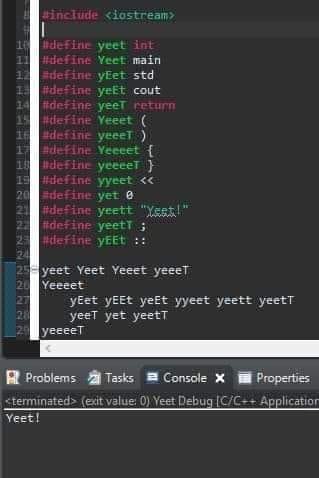 8 #include <iostream>
9
10 #define yeet int
11 #define Yeet main
12 #define yEet std
13 #define yeEt cout
14 #define yeeT return
15 #define Yeeet (
16 #define yeeeT )
17 #define Yeeeet {
18 #define yeeeeT }
19 #define yyeet <<
20 #define yet 0
21 #define yeett "Yeet!"
22 #define yeetT ;
23 #define yEEt ::
24
25 yeet Yeet Yeeet yeeeT
26 Yeeeet
27 yEet yEEt yeEt yyeet yeett yeetT
28 yeeT yet yeetT
29 yeeeeT
Problems Tasks Console Properties
<terminated> (exit value: 0) Yeet Debug [C/C++ Application
Yeet!